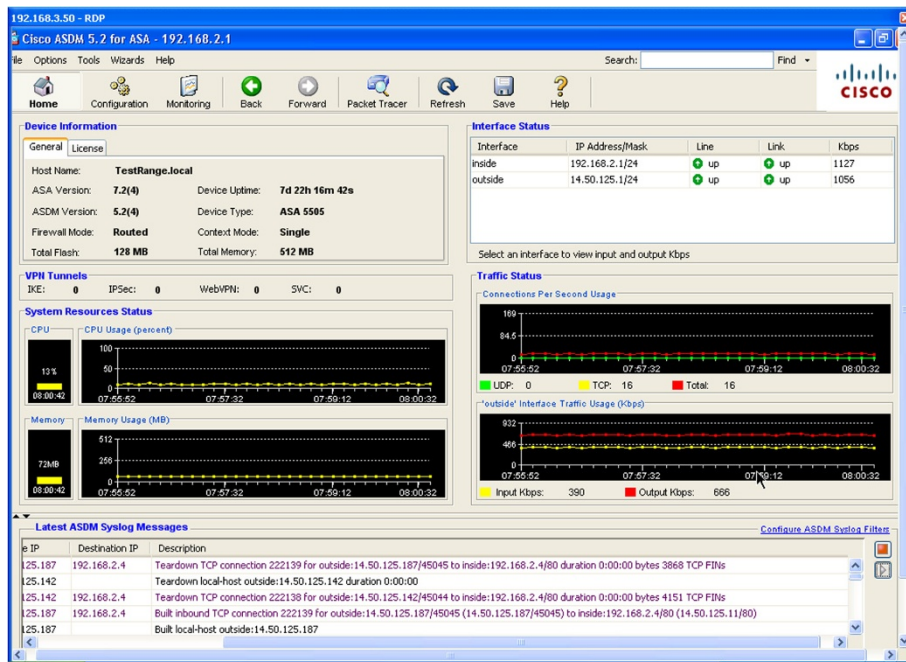 192.168.3.50 - RDP
Cisco ASDM 5.2 for ASA - 192.168.2.1
File Options Tools Wizards Help Search: Find
Home Configuration Monitoring Back Forward Packet Tracer Refresh Save Help
CISCO
Device Information
General License
Host Name: TestRange.local
ASA Version: 7.2(4) Device Uptime: 7d 22h 16m 42s
ASDM Version: 5.2(4) Device Type: ASA 5505
Firewall Mode: Routed Context Mode: Single
Total Flash: 128 MB Total Memory: 512 MB
Interface Status
Interface IP Address/Mask Line Link Kbps
inside 192.168.2.1/24 up up 1127
outside 14.50.125.1/24 up up 1056
Select an interface to view input and output Kbps
VPN Tunnels
IKE: 0 IPSec: 0 WebVPN: 0 SVC: 0
System Resources Status
CPU CPU Usage (percent)
100
50
0
13%
08:00:42
07:55:52 07:57:32 07:59:12 08:00:32
Memory Memory Usage (MB)
512
256
0
72MB
08:00:42
07:55:52 07:57:32 07:59:12 08:00:32
Traffic Status
Connections Per Second Usage
169
84.5
0
07:55:52 07:57:32 07:59:12 08:00:32
UDP: 0 TCP: 16 Total: 16
'outside' Interface Traffic Usage (Kbps)
932
466
0
07:55:52 07:57:32 07:59:12 08:00:32
Input Kbps: 390 Output Kbps: 666
Latest ASDM Syslog Messages Configure ASDM Syslog Filters
e IP Destination IP Description
125.187 192.168.2.4 Teardown TCP connection 222139 for outside:14.50.125.187/45045 to inside:192.168.2.4/80 duration 0:00:00 bytes 3868 TCP FINs
125.142 Teardown local-host outside:14.50.125.142 duration 0:00:00
125.142 192.168.2.4 Teardown TCP connection 222138 for outside:14.50.125.142/45044 to inside:192.168.2.4/80 duration 0:00:00 bytes 4151 TCP FINs
125.187 192.168.2.4 Built inbound TCP connection 222139 for outside:14.50.125.187/45045 (14.50.125.187/45045) to inside:192.168.2.4/80 (14.50.125.11/80)
125.187 Built local-host outside:14.50.125.187